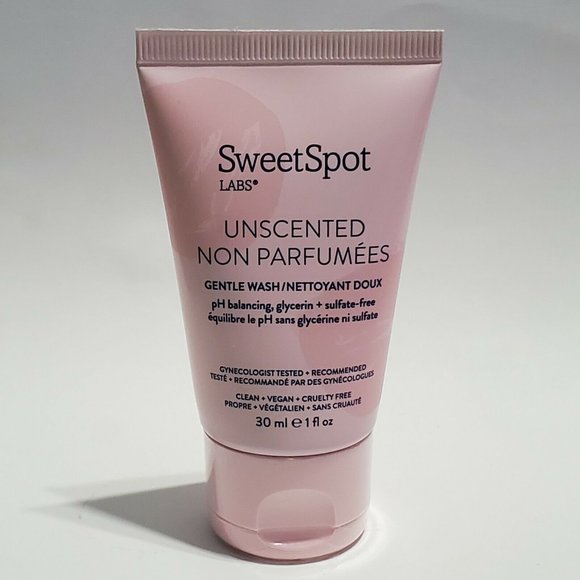 SweetSpot
LABS®
UNSCENTED
NON PARFUMÉES
GENTLE WASH/NETTOYANT DOUX
pH balancing, glycerin + sulfate-free
équilibre le pH sans glycérine ni sulfate
GYNECOLOGIST TESTED + RECOMMENDED
TESTÉ + RECOMMANDÉ PAR DES GYNÉCOLOGUES
CLEAN + VEGAN + CRUELTY FREE
PROPRE + VÉGÉTALIEN + SANS CRUAUTÉ
30 ml ℮ 1 fl oz